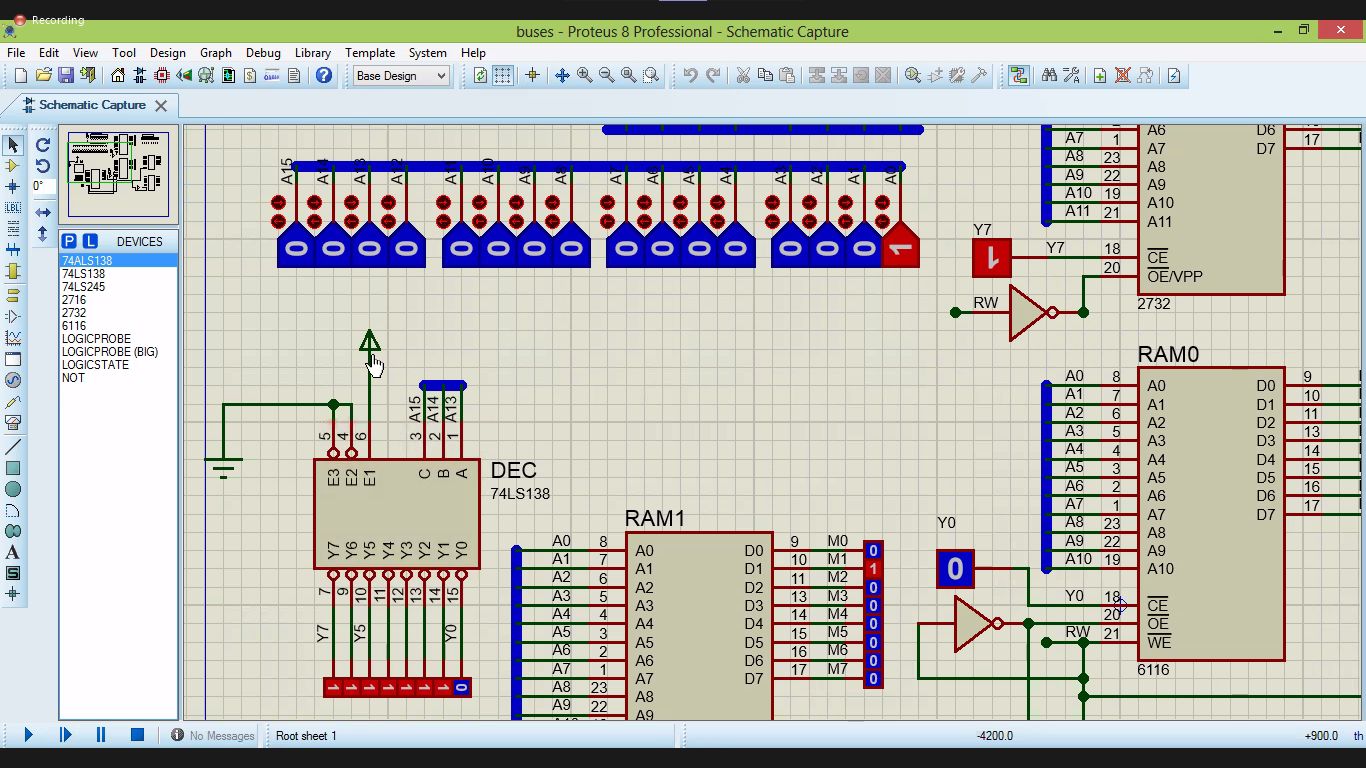 Recording
buses - Proteus 8 Professional - Schematic Capture
File Edit View Tool Design Graph Debug Library Template System Help
Base Design
Schematic Capture
0°
LBL
P L DEVICES
74ALS138
74LS138
74LS245
2716
2732
6116
LOGICPROBE
LOGICPROBE (BIG)
LOGICSTATE
NOT
A15 A14 A13 A12 A11 A10 A9 A8 A7 A6 A5 A4 A3 A2 A1 A0
0 0 0 0 0 0 0 0 0 0 0 0 0 0 0 1
A15 A14 A13
5 4 6 3 2 1
E3 E2 E1 C B A
DEC
74LS138
Y7 Y6 Y5 Y4 Y3 Y2 Y1 Y0
7 9 10 11 12 13 14 15
Y7 Y5 Y0
1 1 1 1 1 1 1 0
RAM1
A0 8 A0 D0 9 M0 0
A1 7 A1 D1 10 M1 1
A2 6 A2 D2 11 M2 0
A3 5 A3 D3 13 M3 0
A4 4 A4 D4 14 M4 0
A5 3 A5 D5 15 M5 0
A6 2 A6 D6 16 M6 0
A7 1 A7 D7 17 M7 0
A8 23 A8
A9 22 A9
A6 D6
A7 1 A7 D7 17
A8 23 A8
A9 22 A9
A10 19 A10
A11 21 A11
Y7
1 Y7 18 CE
20 OE/VPP
2732
RW
RAM0
A0 8 A0 D0 9
A1 7 A1 D1 10
A2 6 A2 D2 11
A3 5 A3 D3 13
A4 4 A4 D4 14
A5 3 A5 D5 15
A6 2 A6 D6 16
A7 1 A7 D7 17
A8 23 A8
A9 22 A9
A10 19 A10
Y0
0
Y0 18 CE
20 OE
RW 21 WE
6116
No Messages
Root sheet 1
-4200.0
+900.0
th